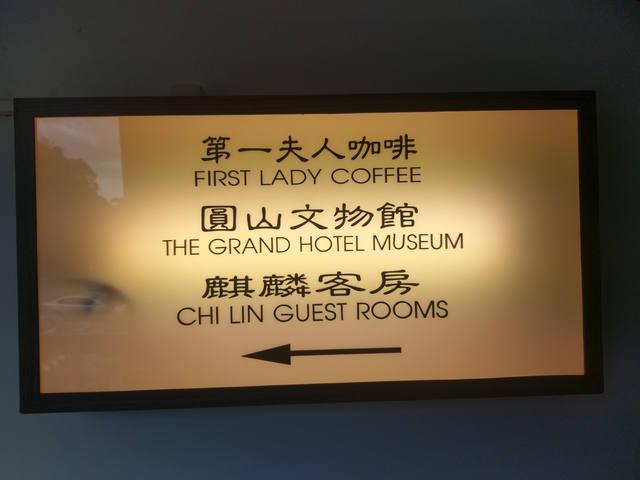 第一夫人咖啡
FIRST LADY COFFEE
圓山文物館
THE GRAND HOTEL MUSEUM
麒麟客房
CHI LIN GUEST ROOMS